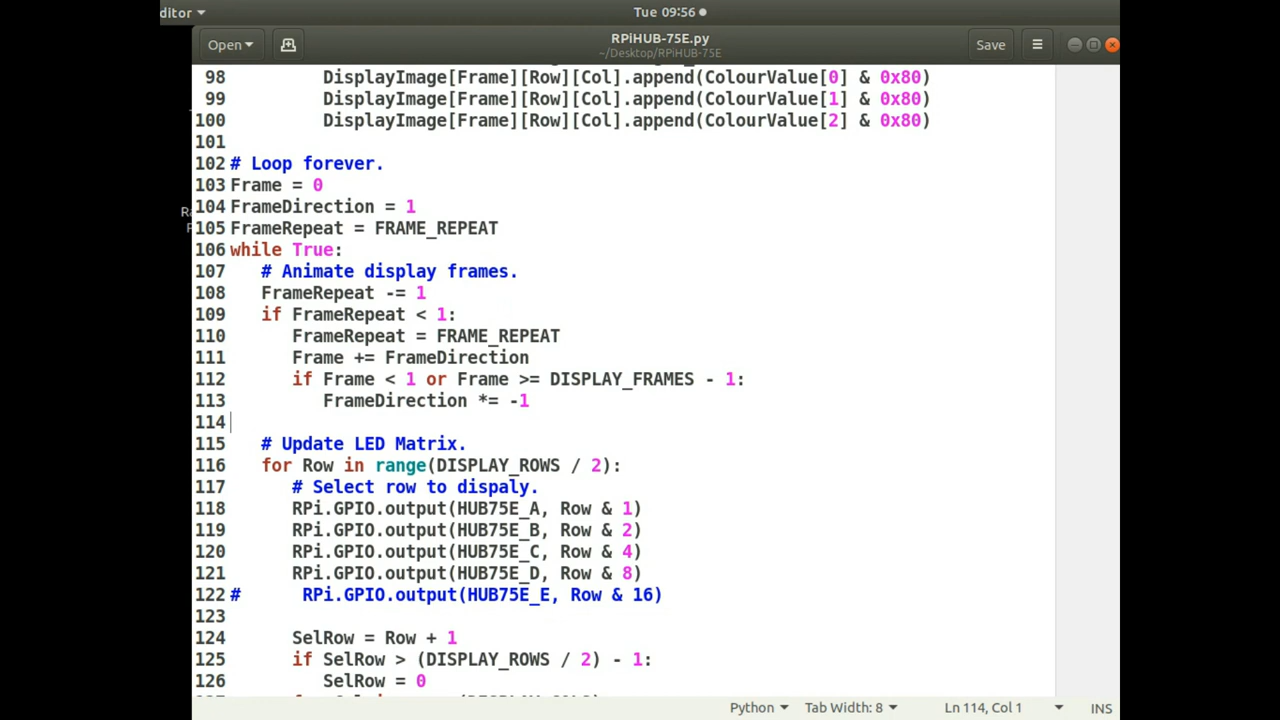 ditor
Tue 09:56
Open
RPiHUB-75E.py
~/Desktop/RPiHUB-75E
Save
98 DisplayImage[Frame][Row][Col].append(ColourValue[0] & 0x80)
99 DisplayImage[Frame][Row][Col].append(ColourValue[1] & 0x80)
100 DisplayImage[Frame][Row][Col].append(ColourValue[2] & 0x80)
101
102 # Loop forever.
103 Frame = 0
104 FrameDirection = 1
105 FrameRepeat = FRAME_REPEAT
106 while True:
107 # Animate display frames.
108 FrameRepeat -= 1
109 if FrameRepeat < 1:
110 FrameRepeat = FRAME_REPEAT
111 Frame += FrameDirection
112 if Frame < 1 or Frame >= DISPLAY_FRAMES - 1:
113 FrameDirection *= -1
114
115 # Update LED Matrix.
116 for Row in range(DISPLAY_ROWS / 2):
117 # Select row to dispaly.
118 RPi.GPIO.output(HUB75E_A, Row & 1)
119 RPi.GPIO.output(HUB75E_B, Row & 2)
120 RPi.GPIO.output(HUB75E_C, Row & 4)
121 RPi.GPIO.output(HUB75E_D, Row & 8)
122 # RPi.GPIO.output(HUB75E_E, Row & 16)
123
124 SelRow = Row + 1
125 if SelRow > (DISPLAY_ROWS / 2) - 1:
126 SelRow = 0
Python
Tab Width: 8
Ln 114, Col 1
INS